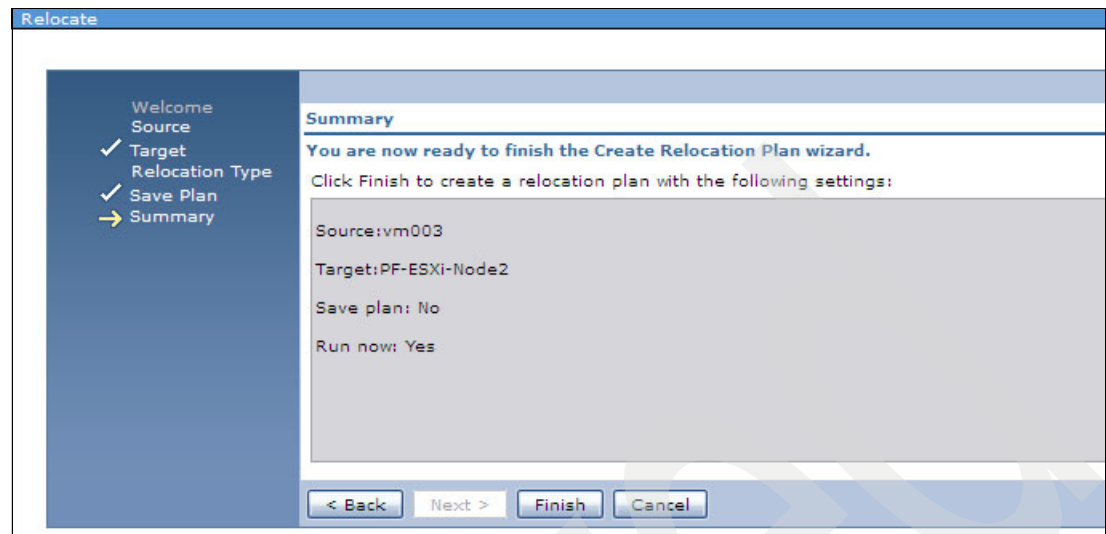 Relocate
Welcome
Source
Target
Relocation Type
Save Plan
Summary
Summary
You are now ready to finish the Create Relocation Plan wizard.
Click Finish to create a relocation plan with the following settings:
Source:vm003
Target:PF-ESXi-Node2
Save plan: No
Run now: Yes
< Back Next > Finish Cancel